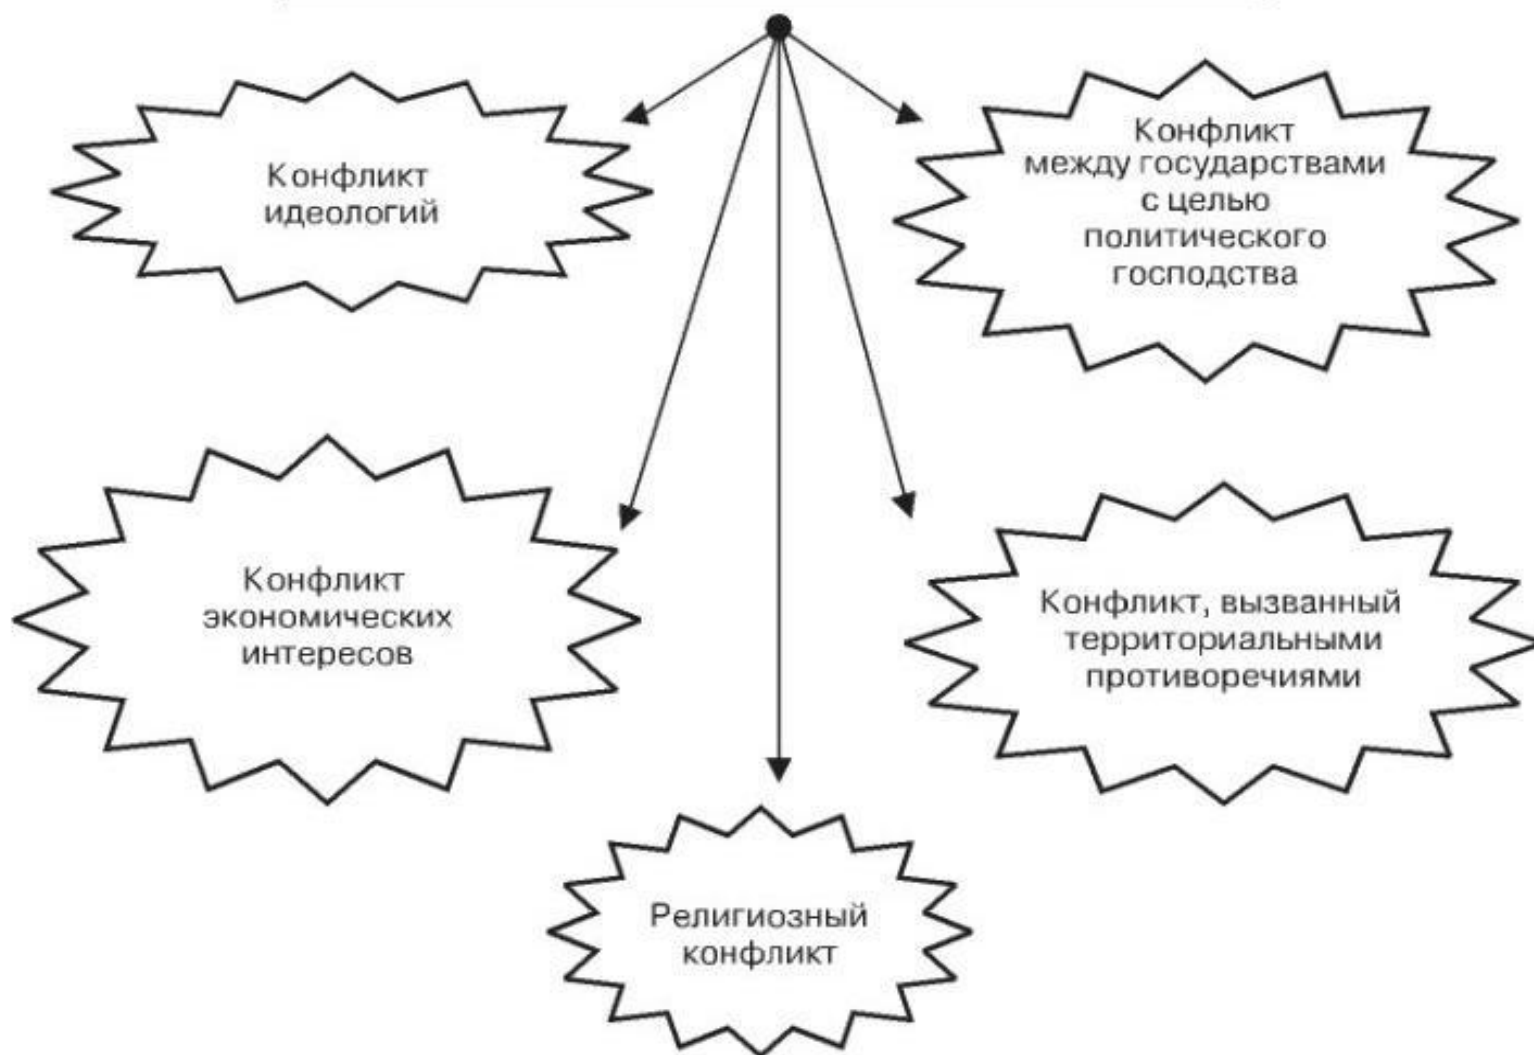 Конфликт
идеологий
Конфликт
между государствами
с целью
политического
господства
Конфликт
экономических
интересов
Конфликт, вызванный
территориальными
противоречиями
Религиозный
конфликт